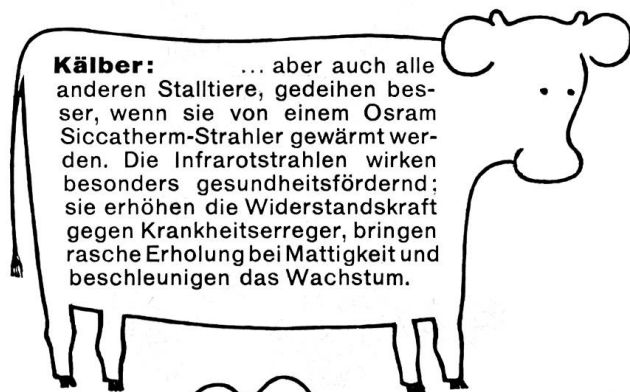 Kälber: ... aber auch alle
anderen Stalltiere, gedeihen bes-
ser, wenn sie von einem Osram
Siccatherm-Strahler gewärmt wer-
den. Die Infrarotstrahlen wirken
besonders gesundheitsfördernd;
sie erhöhen die Widerstandskraft
gegen Krankheitserreger, bringen
rasche Erholung bei Mattigkeit und
beschleunigen das Wachstum.